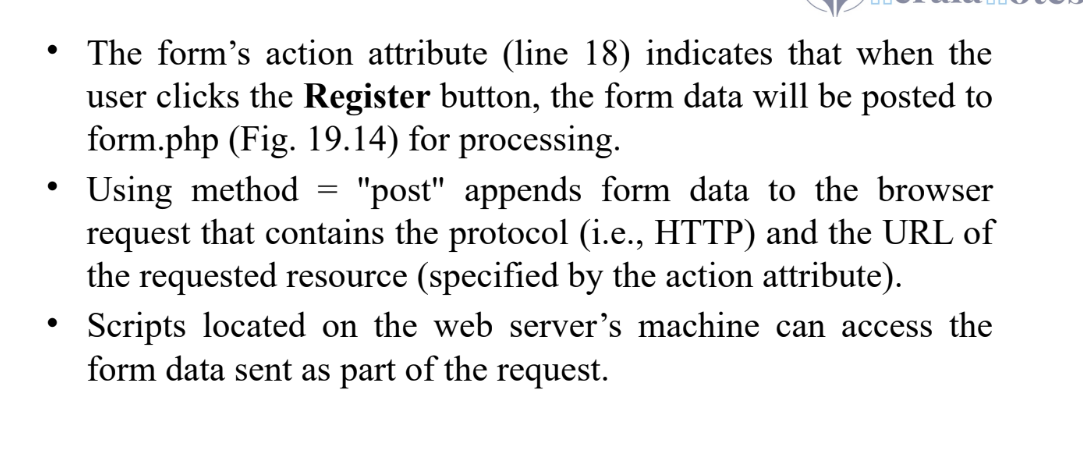 • The form’s action attribute (line 18) indicates that when the
user clicks the Register button, the form data will be posted to
form.php (Fig. 19.14) for processing.
• Using method = "post" appends form data to the browser
request that contains the protocol (i.e., HTTP) and the URL of
the requested resource (specified by the action attribute).
• Scripts located on the web server’s machine can access the
form data sent as part of the request.